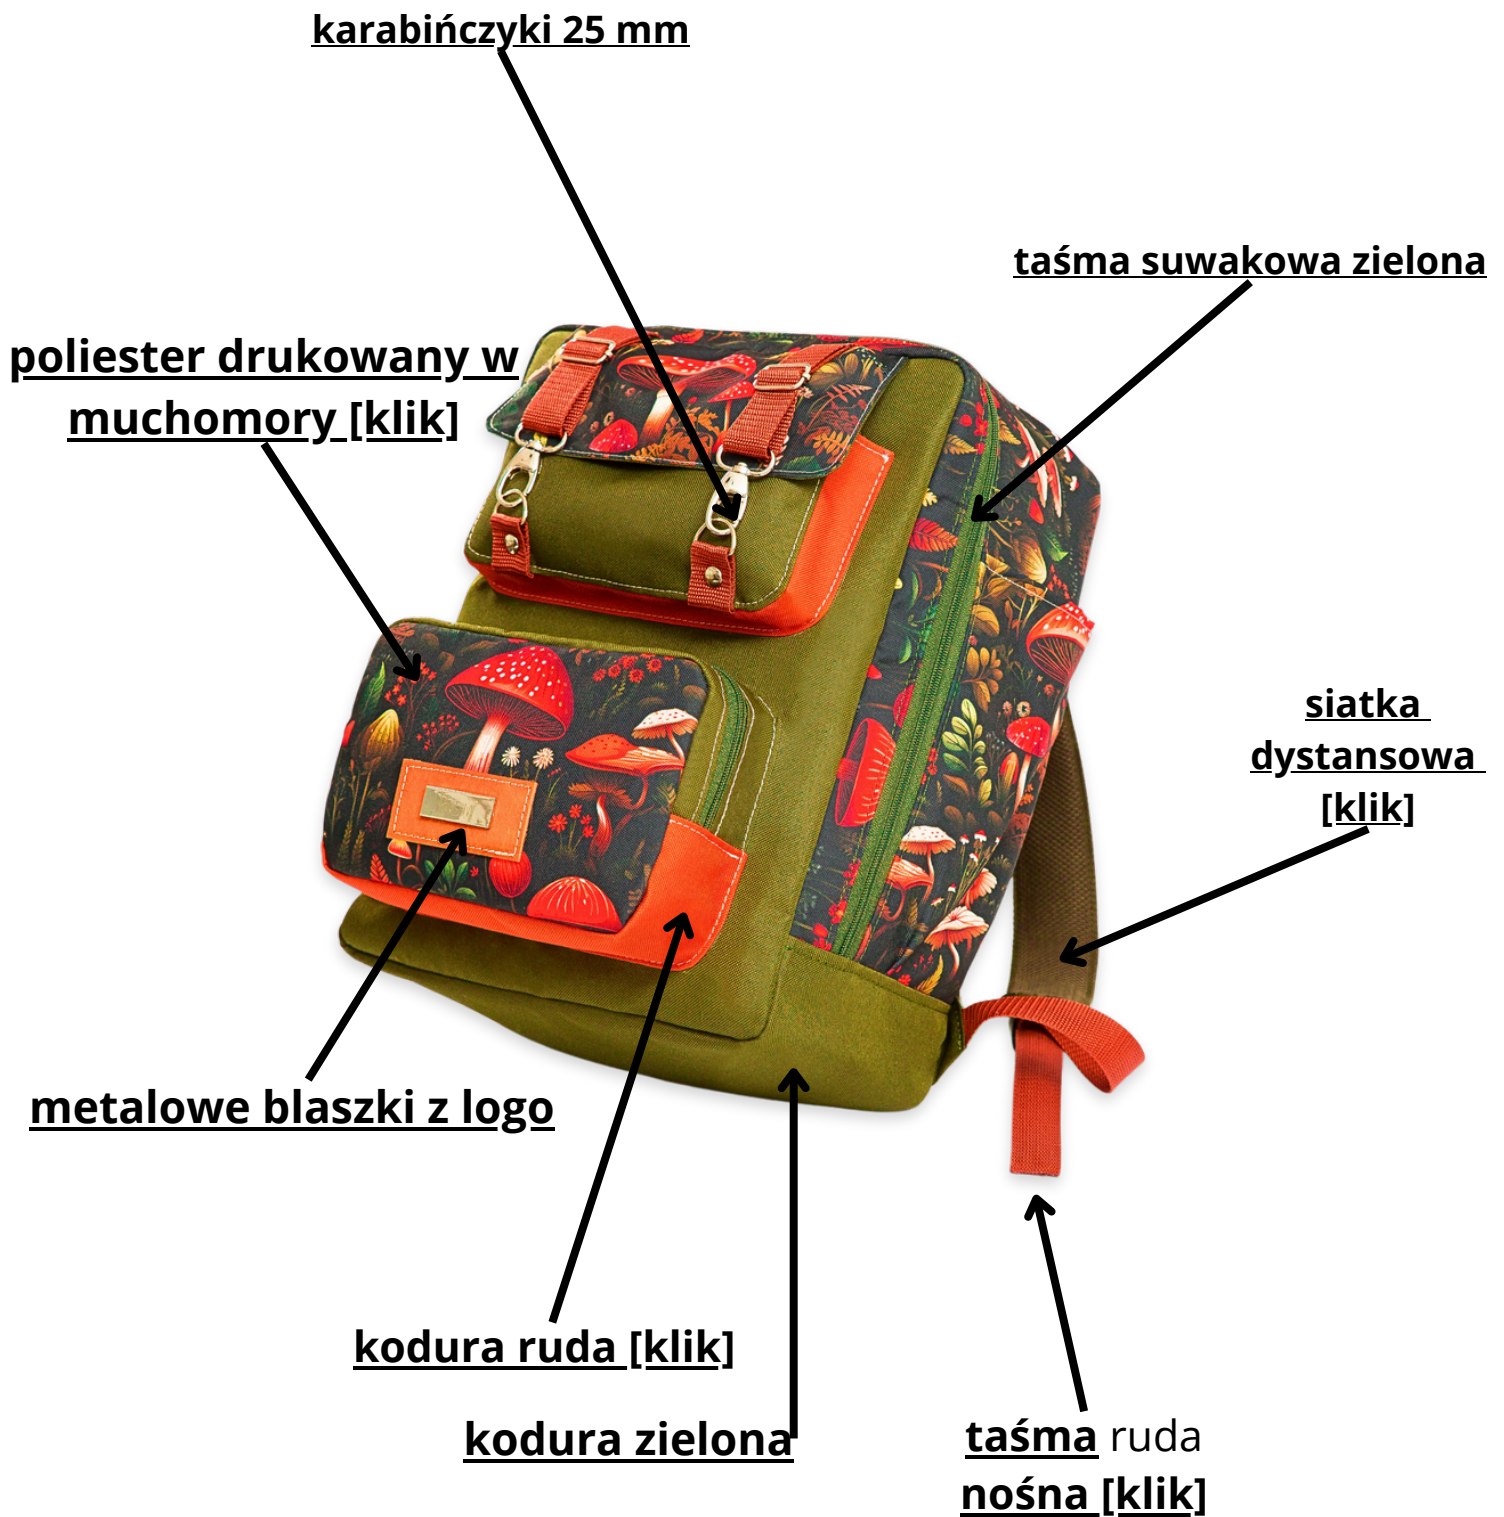 karabińczyki 25 mm
taśma suwakowa zielona
poliester drukowany w
muchomory [klik]
siatka
dystansowa
[klik]
metalowe blaszki z logo
kodura ruda [klik]
kodura zielona
taśma ruda
nośna [klik]